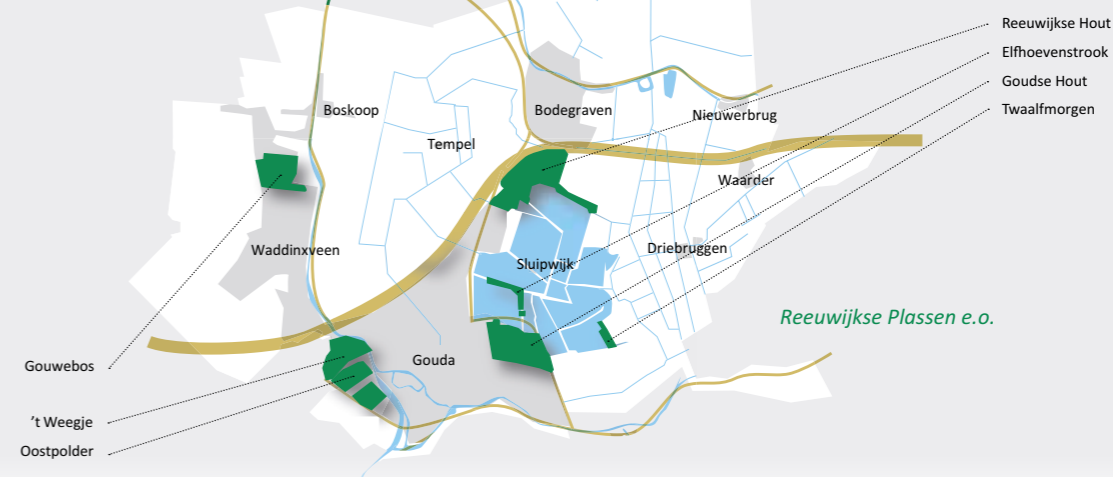 Reeuwijkse Hout
Elfhoevenstrook
Goudse Hout
Twaalfmorgen
Boskoop
Bodegraven
Nieuwerbrug
Tempel
Waarder
Waddinxveen
Driebruggen
Sluipwijk
Reeuwijkse Plassen e.o.
Gouda
Gouwebos
't Weegje
Oostpolder